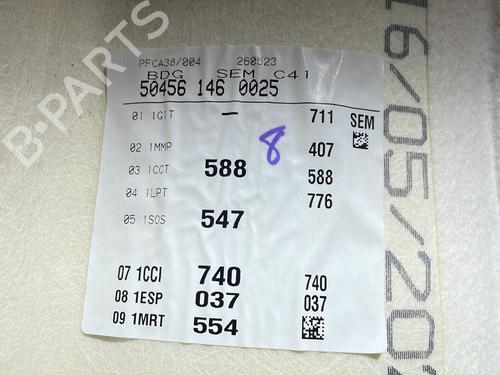 PFCA38/004 260523
BDG SEM C41
50456 146 0025
01 1GIT – 711 SEM
02 1MMP 407
03 1CCT 588 588
04 1LPT 776
05 1SOS 547
07 1CCI 740 740
08 1ESP 037 037
09 1MRT 554
8
16/05/202
B-PARTS